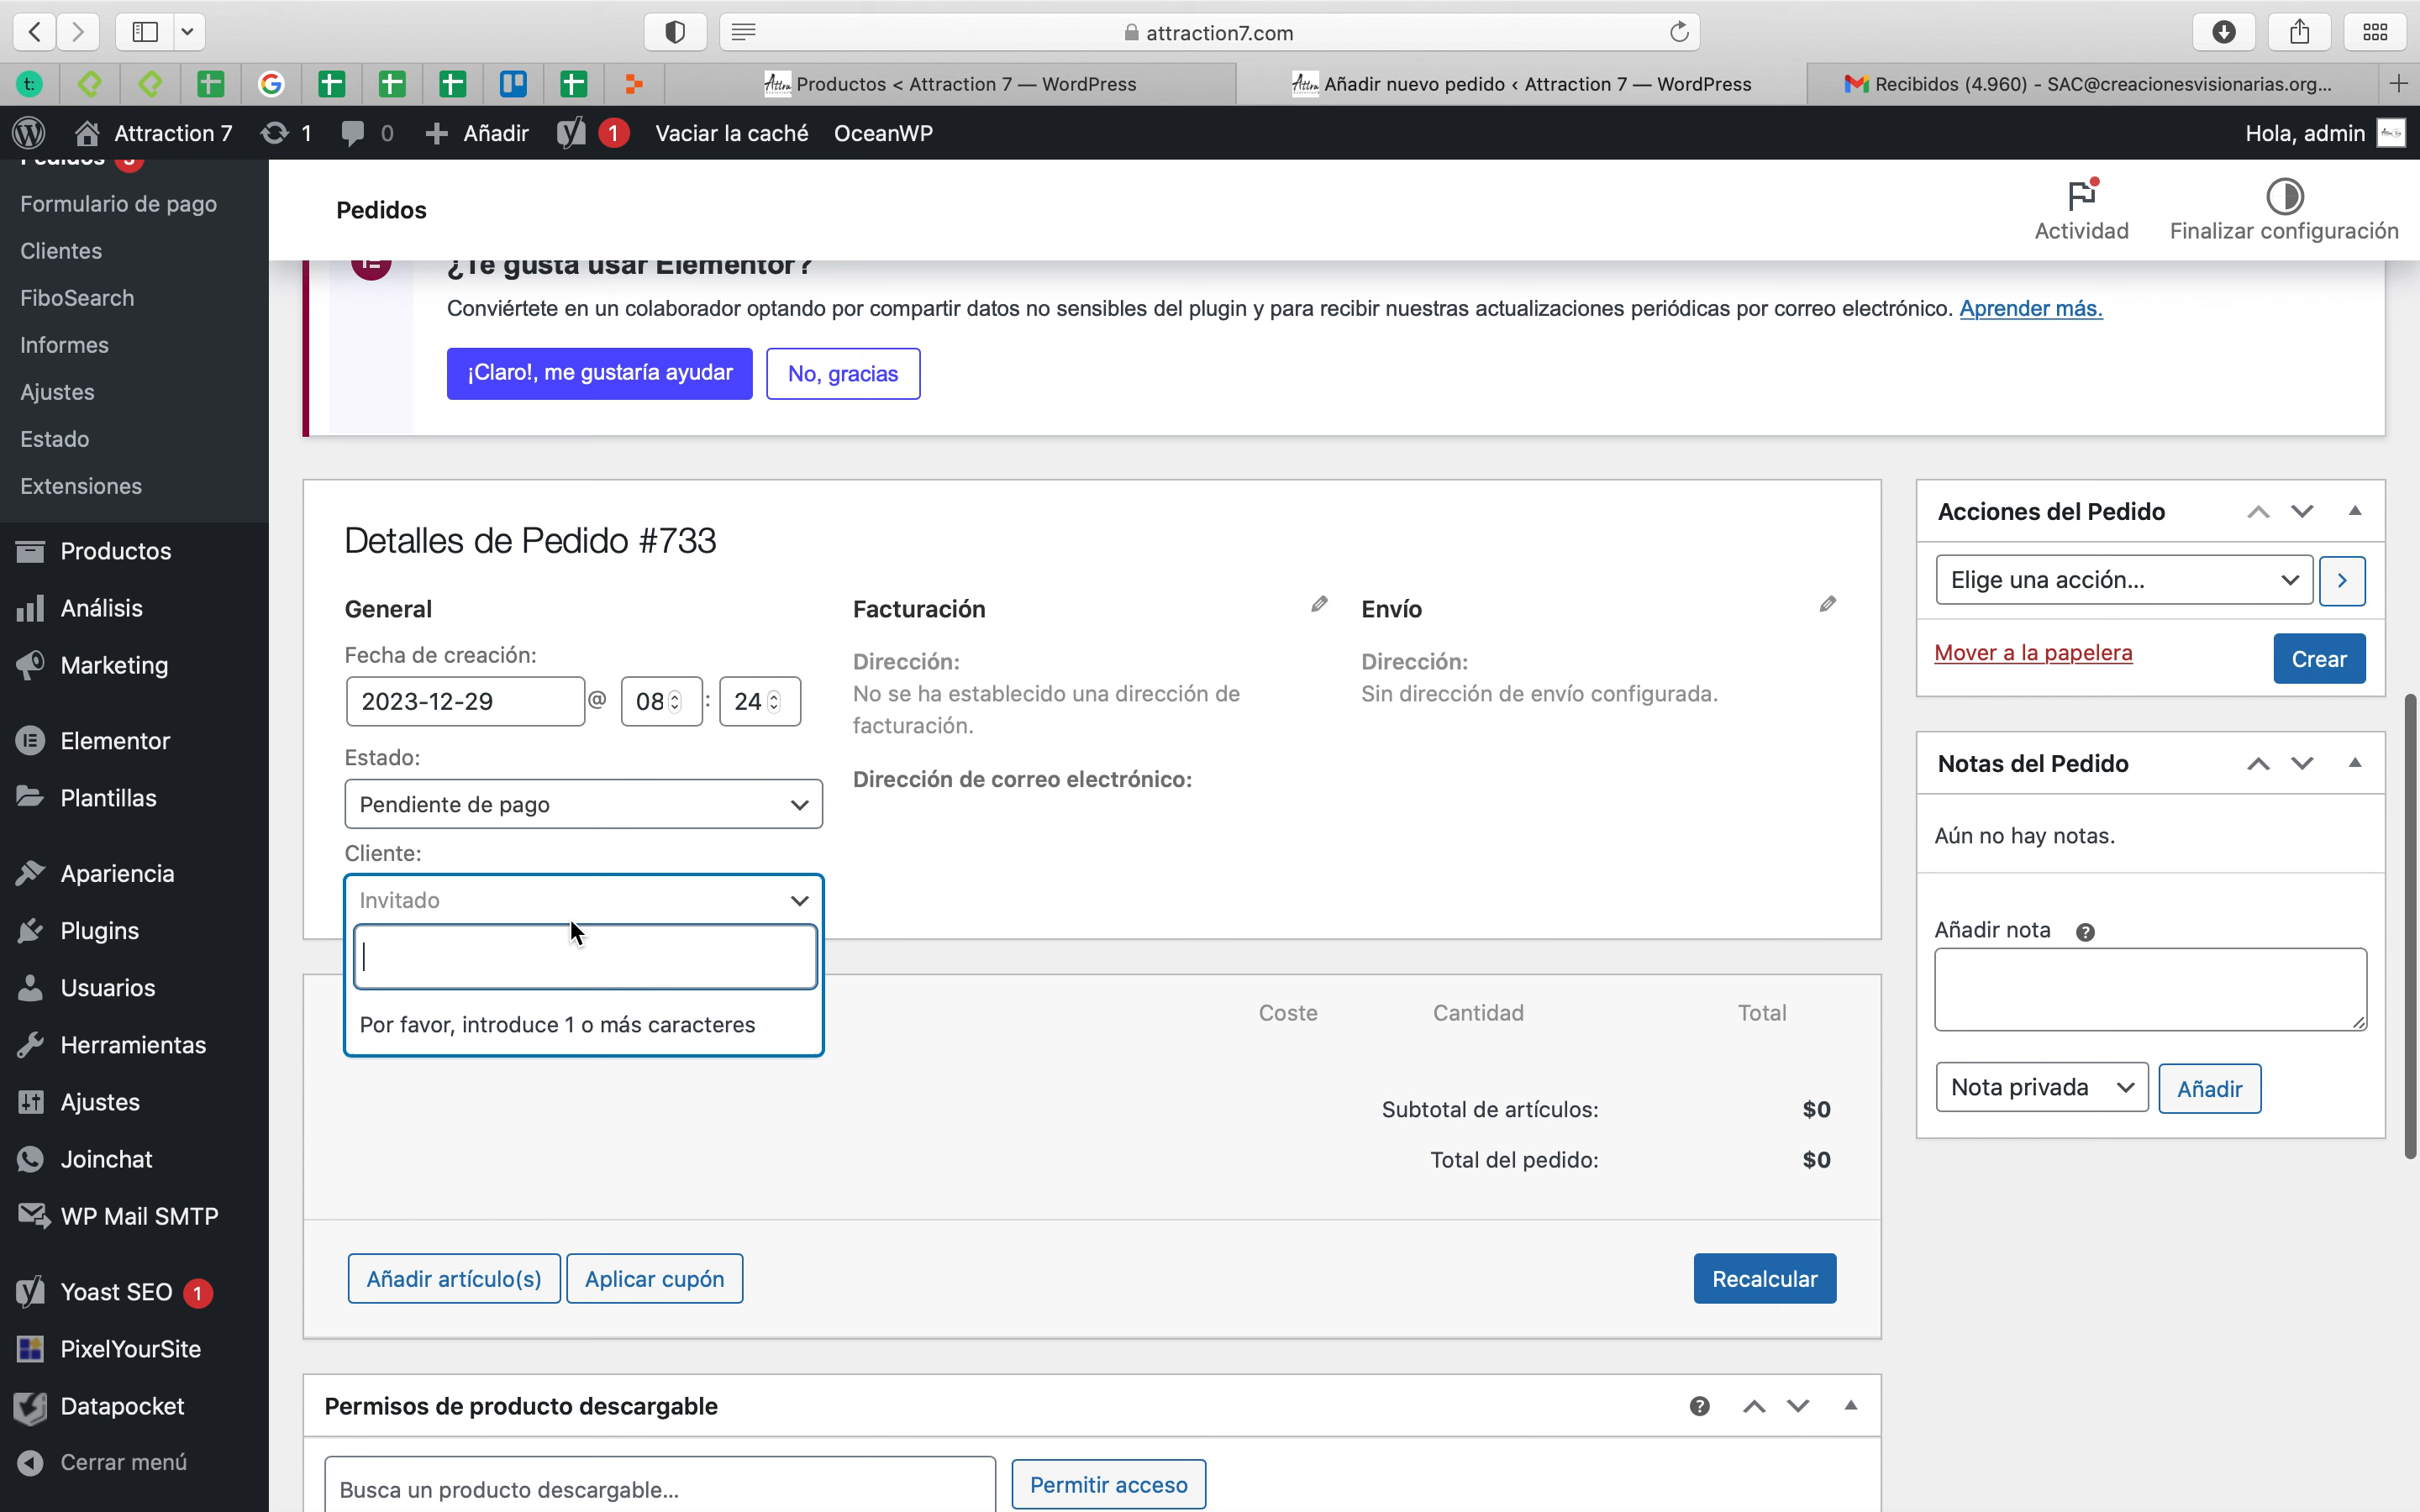 attraction7.com
Productos < Attraction 7 — WordPress
Añadir nuevo pedido ‹ Attraction 7 — WordPress
Recibidos (4.960) - SAC@creacionesvisionarias.org...
Attraction 7
1
0
Añadir
1
Vaciar la caché
OceanWP
Hola, admin
Pedidos
Formulario de pago
Clientes
FiboSearch
Informes
Ajustes
Estado
Extensiones
Productos
Análisis
Marketing
Elementor
Plantillas
Apariencia
Plugins
Usuarios
Herramientas
Ajustes
Joinchat
WP Mail SMTP
Yoast SEO 1
PixelYourSite
Datapocket
Cerrar menú
Pedidos
Actividad
Finalizar configuración
¿Te gusta usar Elementor?
Conviértete en un colaborador optando por compartir datos no sensibles del plugin y para recibir nuestras actualizaciones periódicas por correo electrónico. Aprender más.
¡Claro!, me gustaría ayudar
No, gracias
Detalles de Pedido #733
General
Fecha de creación:
2023-12-29 @ 08 : 24
Estado:
Pendiente de pago
Cliente:
Invitado
Por favor, introduce 1 o más caracteres
Facturación
Dirección:
No se ha establecido una dirección de
facturación.
Dirección de correo electrónico:
Envío
Dirección:
Sin dirección de envío configurada.
Coste
Cantidad
Total
Subtotal de artículos: $0
Total del pedido: $0
Añadir artículo(s)
Aplicar cupón
Recalcular
Permisos de producto descargable
Busca un producto descargable...
Permitir acceso
Acciones del Pedido
Elige una acción...
Mover a la papelera
Crear
Notas del Pedido
Aún no hay notas.
Añadir nota
Nota privada
Añadir